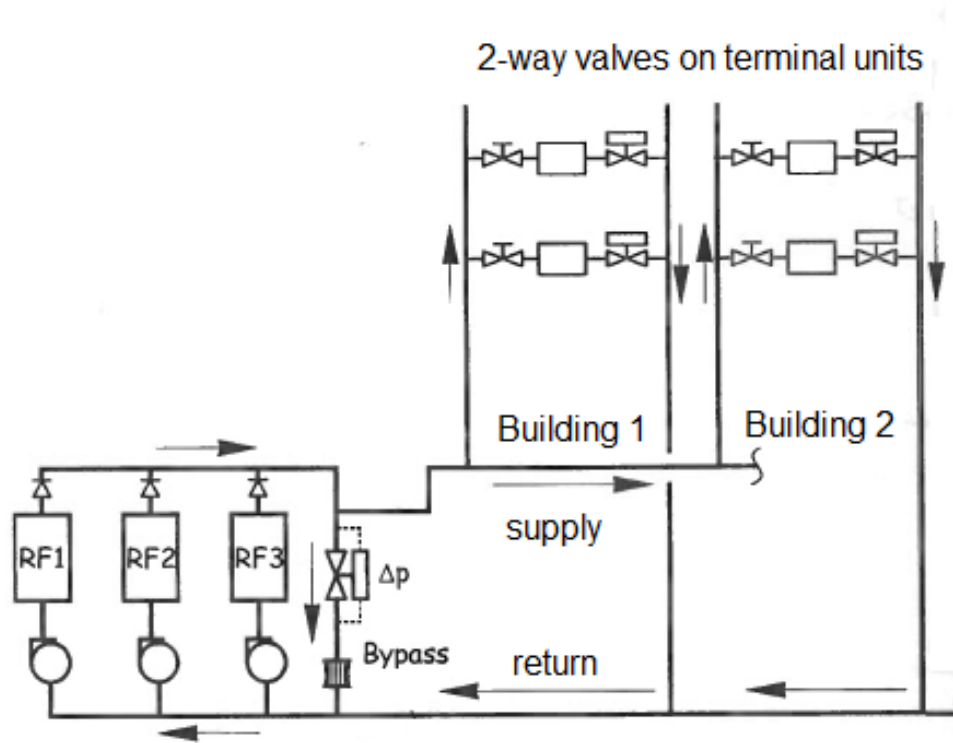 2-way valves on terminal units
Building 1
Building 2
supply
RF1
RF2
RF3
Δp
Bypass
return